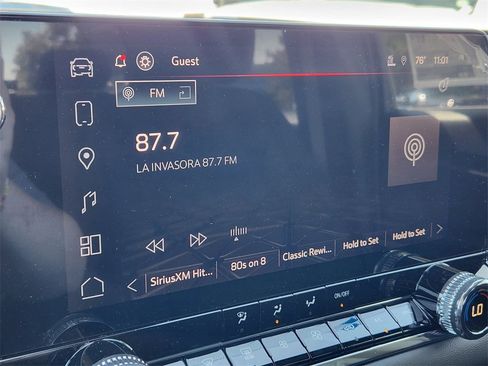 Guest 76° 11:01
FM
87.7
LA INVASORA 87.7 FM
SiriusXM Hit... 80s on 8 Classic Rewi... Hold to Set Hold to Set
ON/OFF
LO